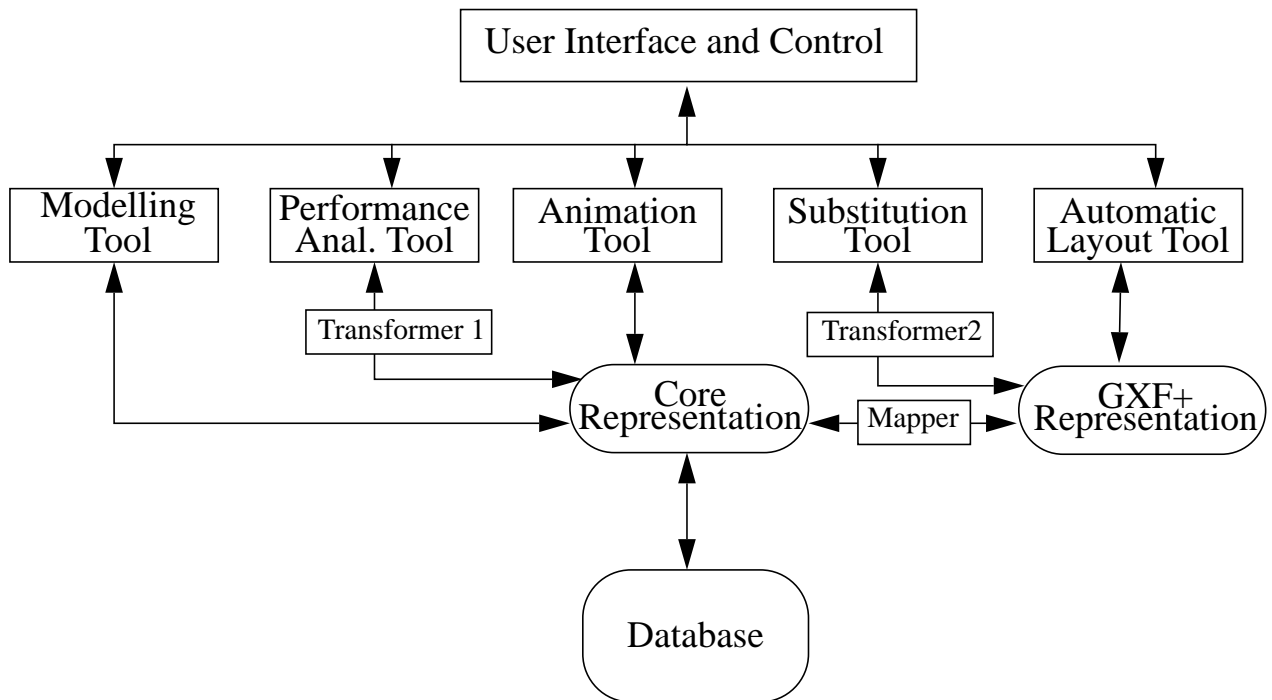 User Interface and Control
Modelling
Tool
Performance
Anal. Tool
Animation
Tool
Substitution
Tool
Automatic
Layout Tool
Transformer 1
Transformer2
Core
Representation
Mapper
GXF+
Representation
Database